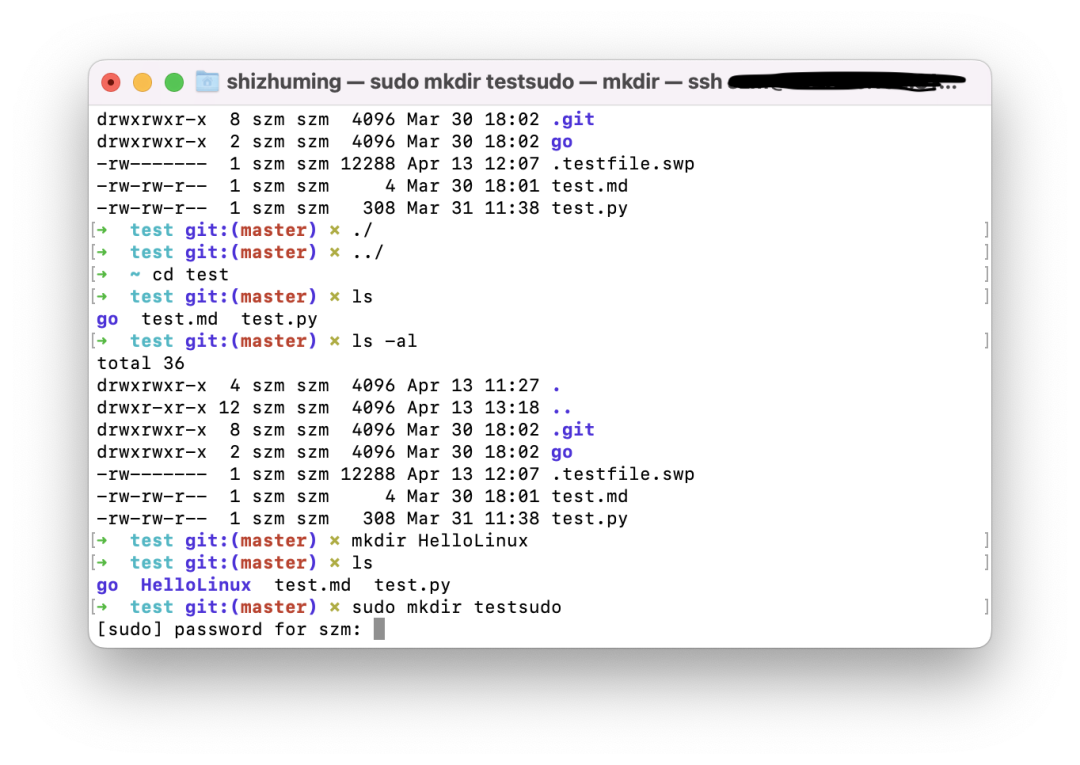 shizhuming — sudo mkdir testsudo — mkdir — ssh
drwxrwxr-x  8 szm szm  4096 Mar 30 18:02 .git
drwxrwxr-x  2 szm szm  4096 Mar 30 18:02 go
-rw-------  1 szm szm 12288 Apr 13 12:07 .testfile.swp
-rw-rw-r--  1 szm szm     4 Mar 30 18:01 test.md
-rw-rw-r--  1 szm szm   308 Mar 31 11:38 test.py
[→  test git:(master) × ./ ]
[→  test git:(master) × ../ ]
[→  ~ cd test ]
[→  test git:(master) × ls ]
go  test.md  test.py
[→  test git:(master) × ls -al ]
total 36
drwxrwxr-x  4 szm szm  4096 Apr 13 11:27 .
drwxr-xr-x 12 szm szm  4096 Apr 13 13:18 ..
drwxrwxr-x  8 szm szm  4096 Mar 30 18:02 .git
drwxrwxr-x  2 szm szm  4096 Mar 30 18:02 go
-rw-------  1 szm szm 12288 Apr 13 12:07 .testfile.swp
-rw-rw-r--  1 szm szm     4 Mar 30 18:01 test.md
-rw-rw-r--  1 szm szm   308 Mar 31 11:38 test.py
[→  test git:(master) × mkdir HelloLinux ]
[→  test git:(master) × ls ]
go  HelloLinux  test.md  test.py
[→  test git:(master) × sudo mkdir testsudo ]
[sudo] password for szm: